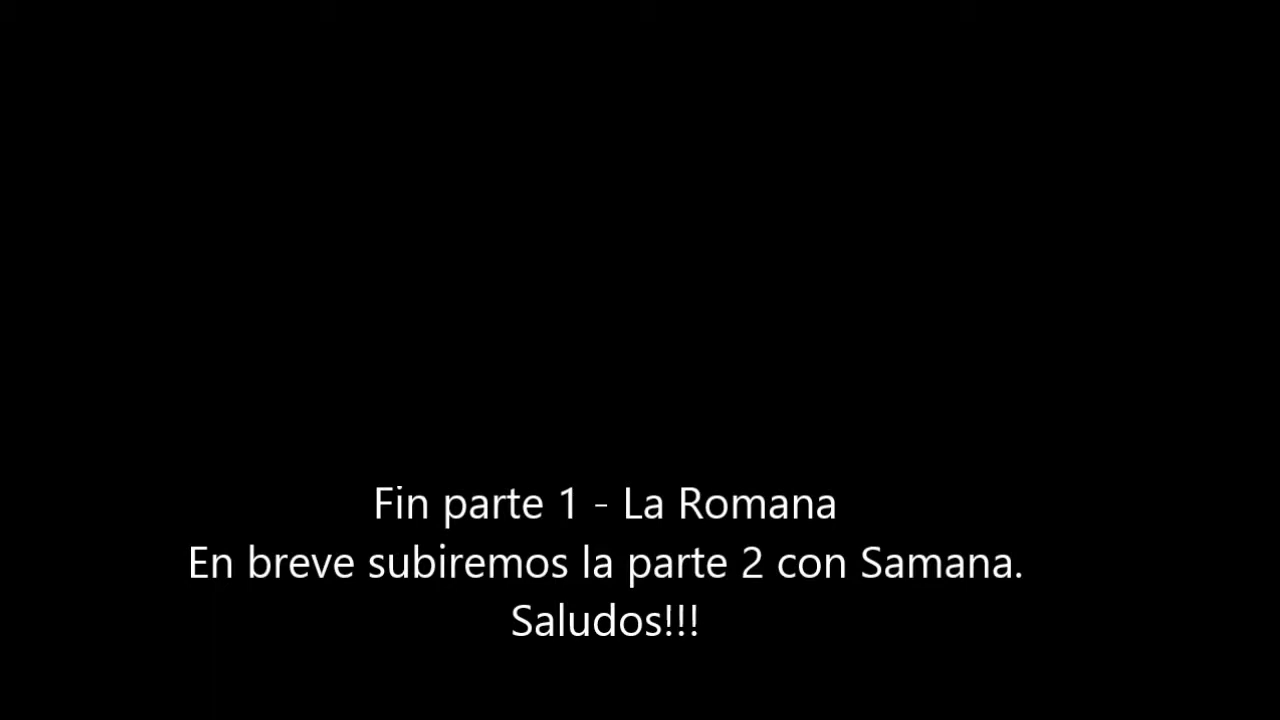 Fin parte 1 - La Romana
En breve subiremos la parte 2 con Samana.
Saludos!!!